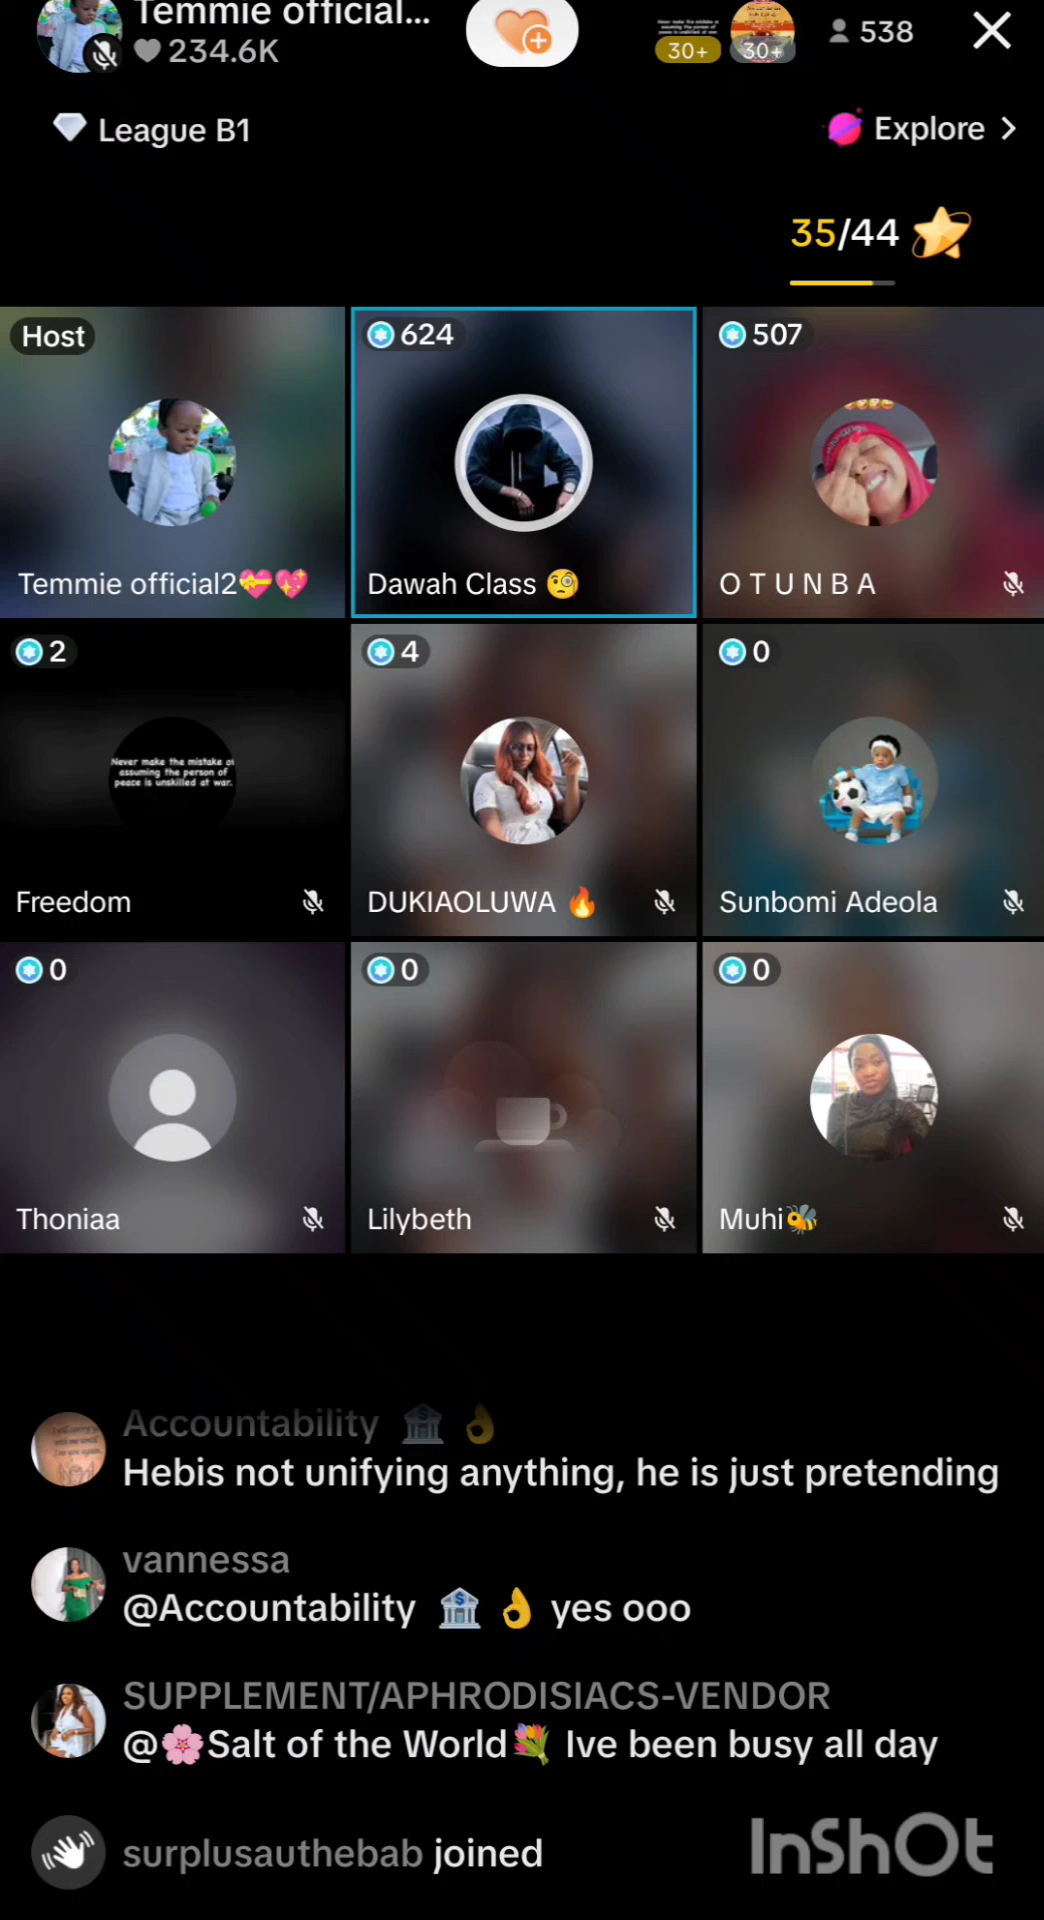 Temmie official...
234.6K
30+
30+
538
League B1
Explore >
35/44
Host
624
507
Temmie official2💝💖
Dawah Class 🧐
O T U N B A
2
4
0
Never make the mistake of
assuming the person of
peace is unskilled at war.
Freedom
DUKIAOLUWA 🔥
Sunbomi Adeola
0
0
0
Thoniaa
Lilybeth
Muhi🐝
Accountability 🏦 👌
Hebis not unifying anything, he is just pretending
vannessa
@Accountability 🏦 👌 yes ooo
SUPPLEMENT/APHRODISIACS-VENDOR
@🌸Salt of the World💐 Ive been busy all day
surplusauthebab joined
InShOt